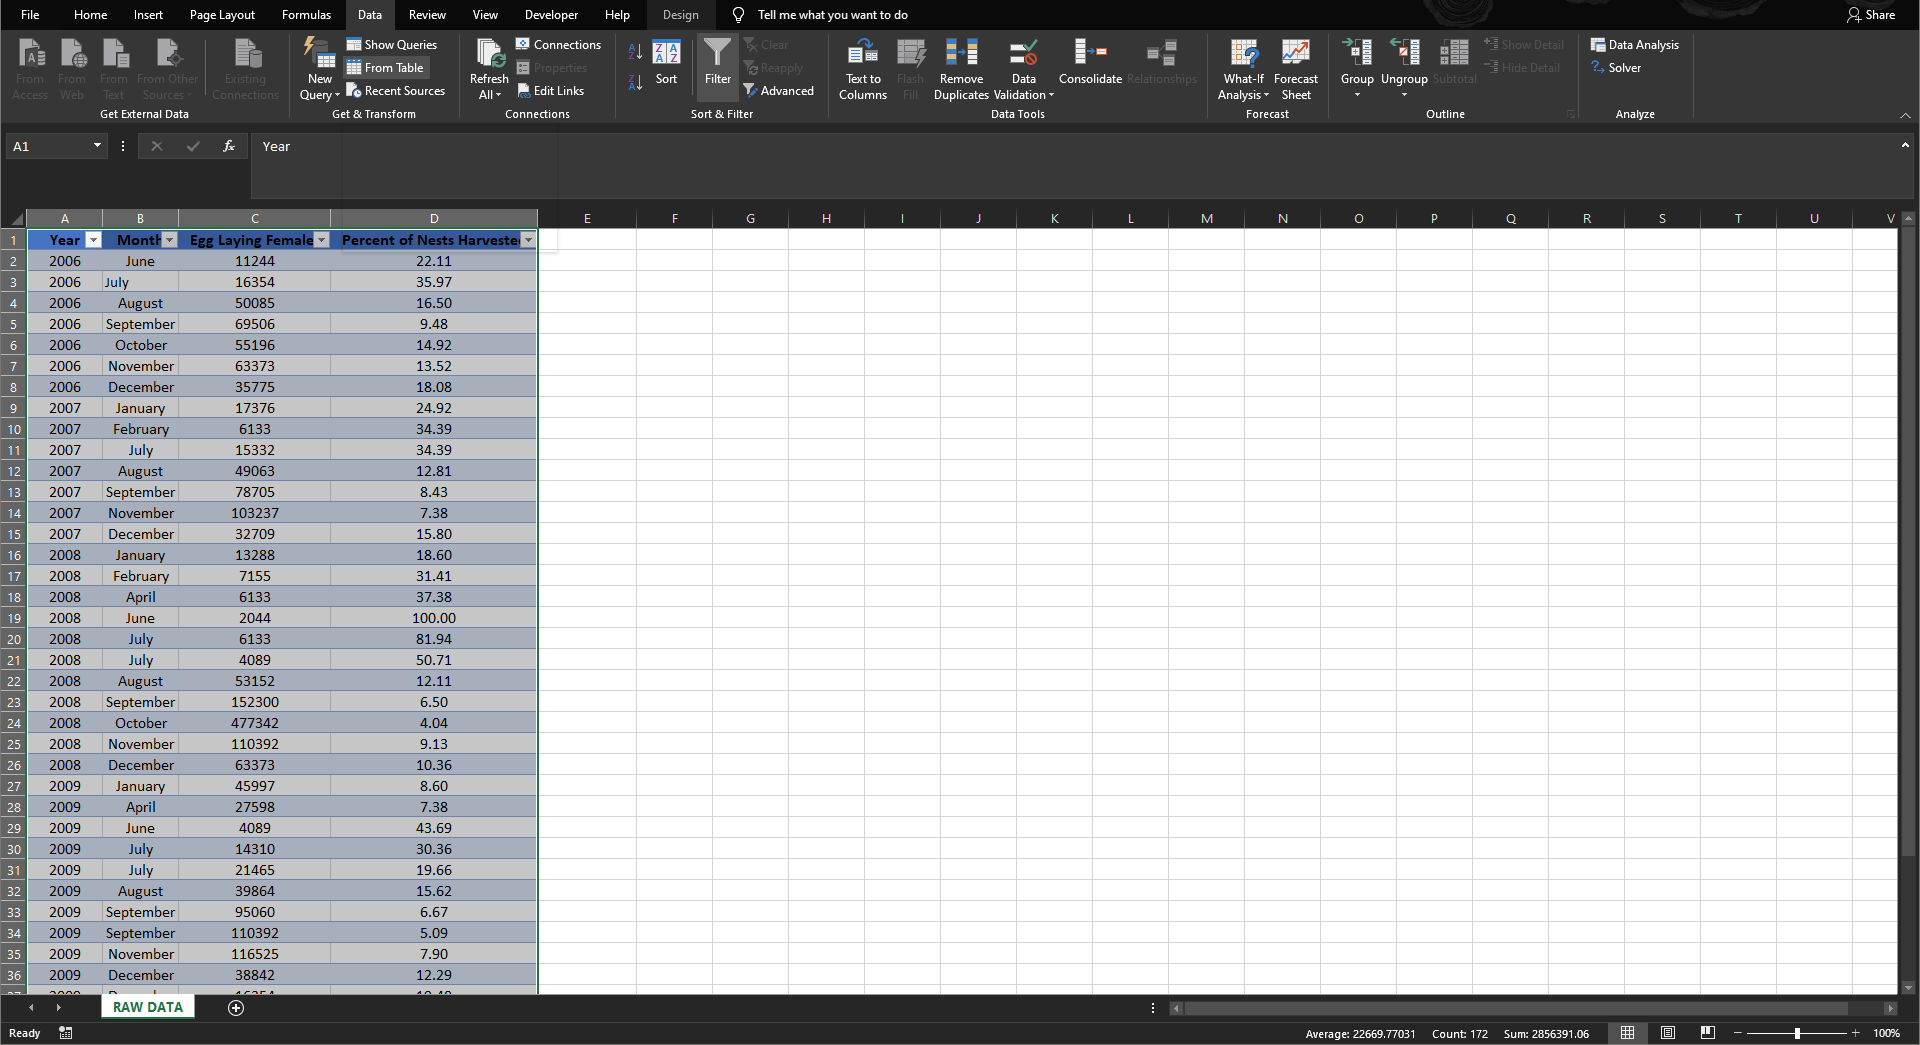 File Home Insert Page Layout Formulas Data Review View Developer Help Design Tell me what you want to do Share
From Access From Web From Text From Other Sources Existing Connections
Get External Data
New Query Show Queries From Table Recent Sources
Get & Transform
Refresh All Connections Properties Edit Links
Connections
Sort Filter Clear Reapply Advanced
Sort & Filter
Text to Columns Flash Fill Remove Duplicates Data Validation Consolidate Relationships
Data Tools
What-If Analysis Forecast Sheet
Forecast
Group Ungroup Subtotal Show Detail Hide Detail
Outline
Data Analysis Solver
Analyze
A1 fx Year
A B C D E F G H I J K L M N O P Q R S T U V
1 Year Month Egg Laying Female Percent of Nests Harveste
2 2006 June 11244 22.11
3 2006 July 16354 35.97
4 2006 August 50085 16.50
5 2006 September 69506 9.48
6 2006 October 55196 14.92
7 2006 November 63373 13.52
8 2006 December 35775 18.08
9 2007 January 17376 24.92
10 2007 February 6133 34.39
11 2007 July 15332 34.39
12 2007 August 49063 12.81
13 2007 September 78705 8.43
14 2007 November 103237 7.38
15 2007 December 32709 15.80
16 2008 January 13288 18.60
17 2008 February 7155 31.41
18 2008 April 6133 37.38
19 2008 June 2044 100.00
20 2008 July 6133 81.94
21 2008 July 4089 50.71
22 2008 August 53152 12.11
23 2008 September 152300 6.50
24 2008 October 477342 4.04
25 2008 November 110392 9.13
26 2008 December 63373 10.36
27 2009 January 45997 8.60
28 2009 April 27598 7.38
29 2009 June 4089 43.69
30 2009 July 14310 30.36
31 2009 July 21465 19.66
32 2009 August 39864 15.62
33 2009 September 95060 6.67
34 2009 September 110392 5.09
35 2009 November 116525 7.90
36 2009 December 38842 12.29
RAW DATA
Ready Average: 22669.77031 Count: 172 Sum: 2856391.06 100%